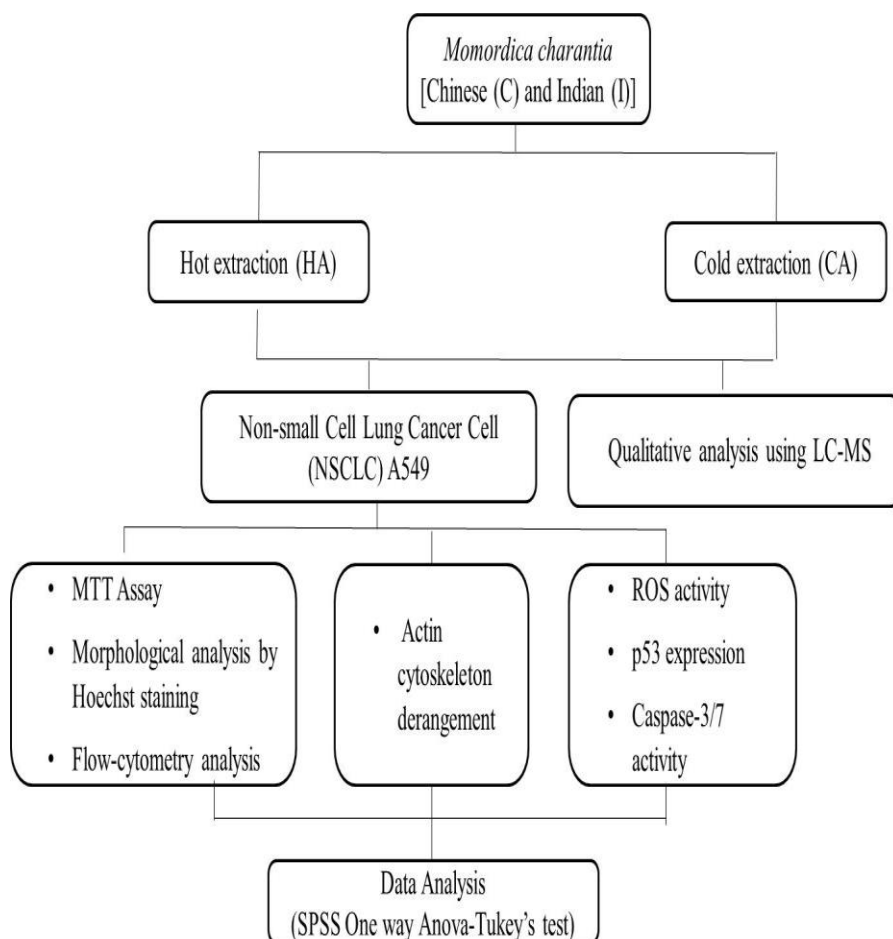 Momordica charantia
[Chinese (C) and Indian (I)]
Hot extraction (HA)
Cold extraction (CA)
Non-small Cell Lung Cancer Cell
(NSCLC) A549
Qualitative analysis using LC-MS
• MTT Assay
• Morphological analysis by
Hoechst staining
• Flow-cytometry analysis
• Actin
cytoskeleton
derangement
• ROS activity
• p53 expression
• Caspase-3/7
activity
Data Analysis
(SPSS One way Anova-Tukey's test)